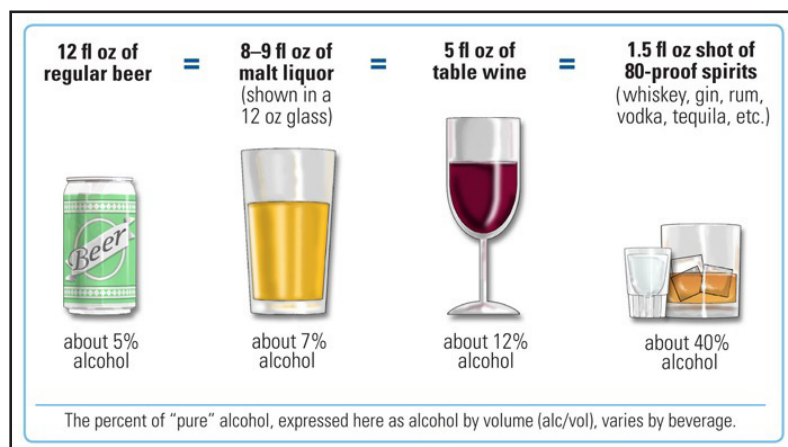 12 fl oz of
regular beer
=
8–9 fl oz of
malt liquor
(shown in a
12 oz glass)
=
5 fl oz of
table wine
=
1.5 fl oz shot of
80-proof spirits
(whiskey, gin, rum,
vodka, tequila, etc.)
Beer
about 5%
alcohol
about 7%
alcohol
about 12%
alcohol
about 40%
alcohol
The percent of “pure” alcohol, expressed here as alcohol by volume (alc/vol), varies by beverage.